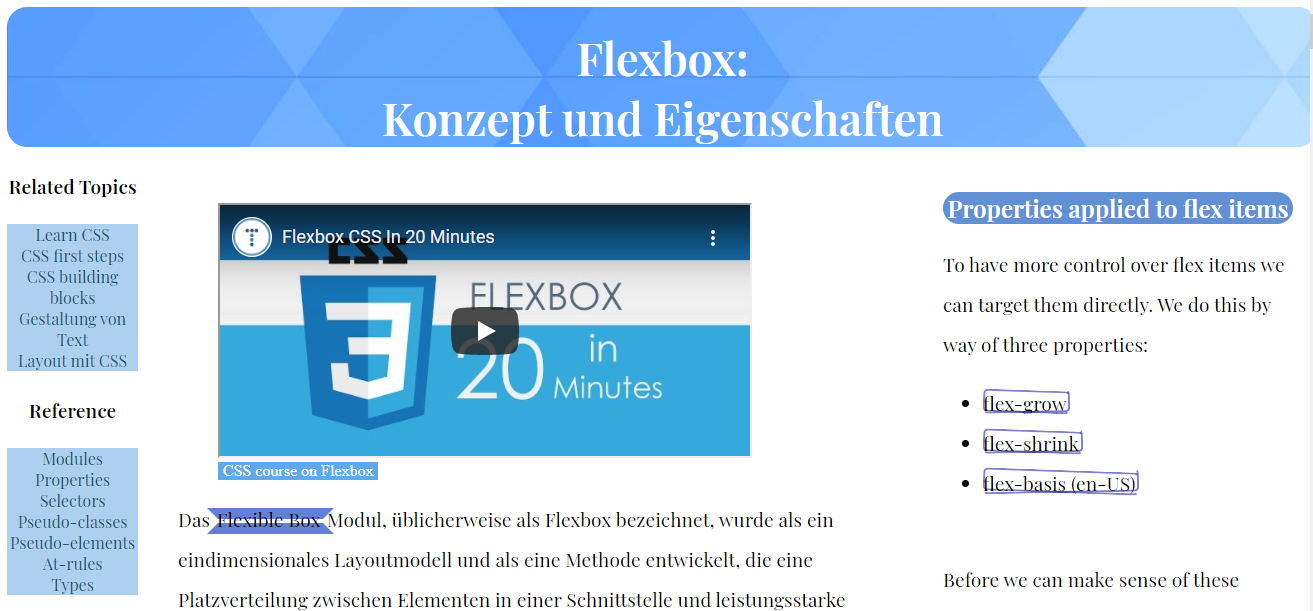 Flexbox:
Konzept und Eigenschaften
Related Topics
Learn CSS
CSS first steps
CSS building
blocks
Gestaltung von
Text
Layout mit CSS
Reference
Modules
Properties
Selectors
Pseudo-classes
Pseudo-elements
At-rules
Types
Flexbox CSS In 20 Minutes
CSS
FLEXBOX
20 in
Minutes
CSS course on Flexbox
Das Flexible Box Modul, üblicherweise als Flexbox bezeichnet, wurde als ein
eindimensionales Layoutmodell und als eine Methode entwickelt, die eine
Platzverteilung zwischen Elementen in einer Schnittstelle und leistungsstarke
Properties applied to flex items
To have more control over flex items we
can target them directly. We do this by
way of three properties:
flex-grow
flex-shrink
flex-basis (en-US)
Before we can make sense of these